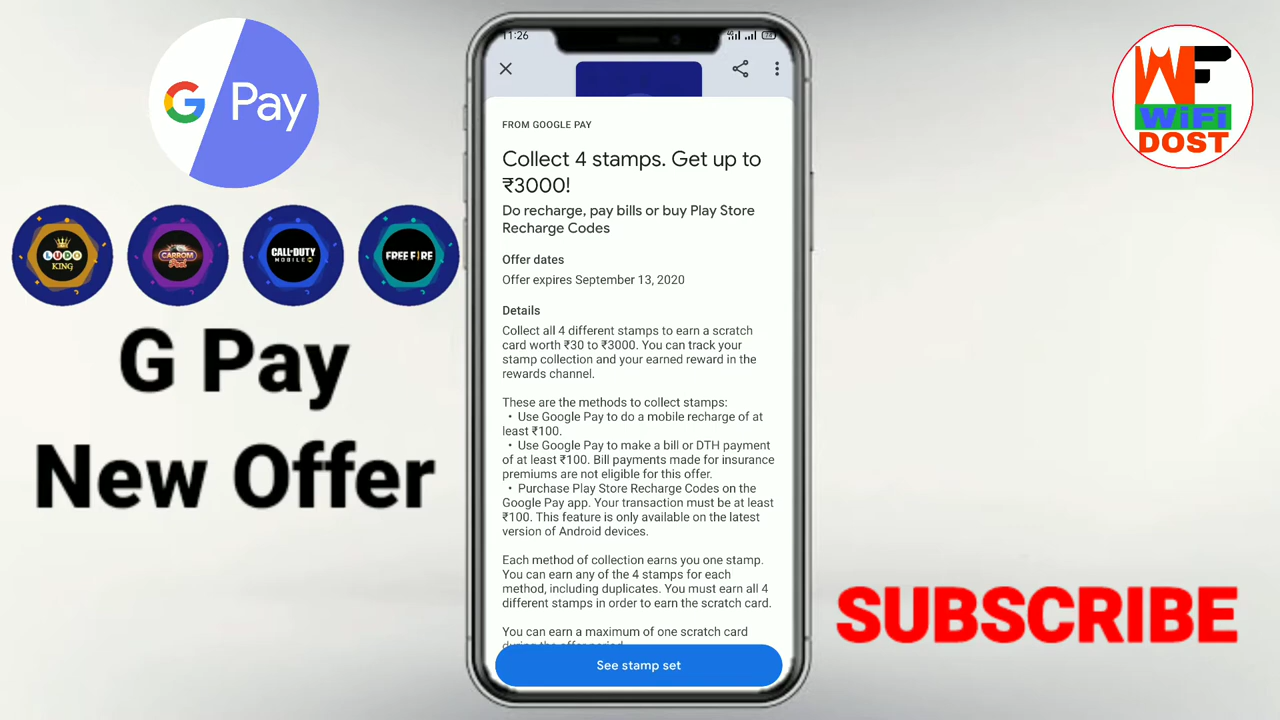 G Pay
LUDO
KING
CARROM
Pool
CALL OF DUTY
MOBILE
FREE FIRE
G Pay
New Offer
11:26
FROM GOOGLE PAY
Collect 4 stamps. Get up to
₹3000!
Do recharge, pay bills or buy Play Store
Recharge Codes
Offer dates
Offer expires September 13, 2020
Details
Collect all 4 different stamps to earn a scratch
card worth ₹30 to ₹3000. You can track your
stamp collection and your earned reward in the
rewards channel.
These are the methods to collect stamps:
• Use Google Pay to do a mobile recharge of at
least ₹100.
• Use Google Pay to make a bill or DTH payment
of at least ₹100. Bill payments made for insurance
premiums are not eligible for this offer.
• Purchase Play Store Recharge Codes on the
Google Pay app. Your transaction must be at least
₹100. This feature is only available on the latest
version of Android devices.
Each method of collection earns you one stamp.
You can earn any of the 4 stamps for each
method, including duplicates. You must earn all 4
different stamps in order to earn the scratch card.
You can earn a maximum of one scratch card
during the offer period.
See stamp set
WF
WiFi
DOST
SUBSCRIBE